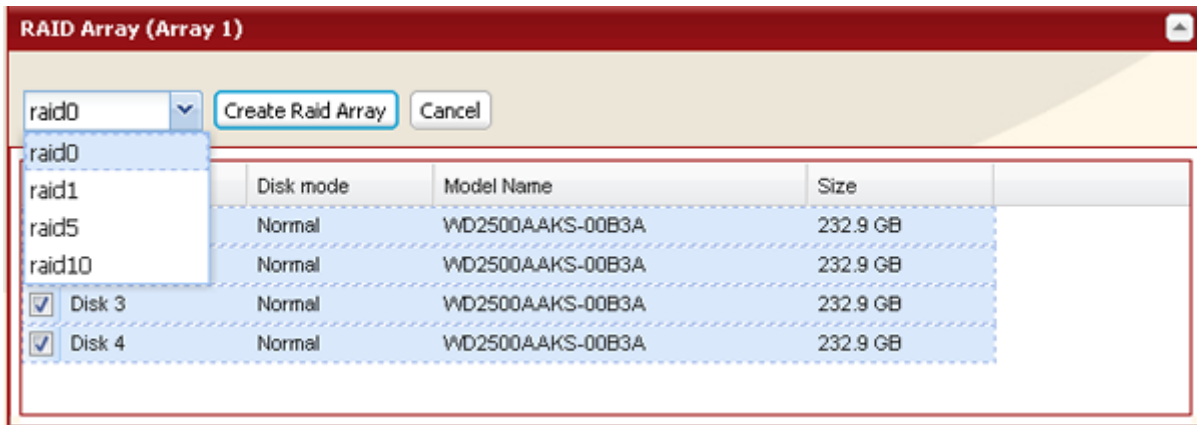 RAID Array (Array 1)
raid0 Create Raid Array Cancel
raid0
raid1
raid5
raid10
Disk mode Model Name Size
Normal WD2500AAKS-00B3A 232.9 GB
Normal WD2500AAKS-00B3A 232.9 GB
Disk 3 Normal WD2500AAKS-00B3A 232.9 GB
Disk 4 Normal WD2500AAKS-00B3A 232.9 GB